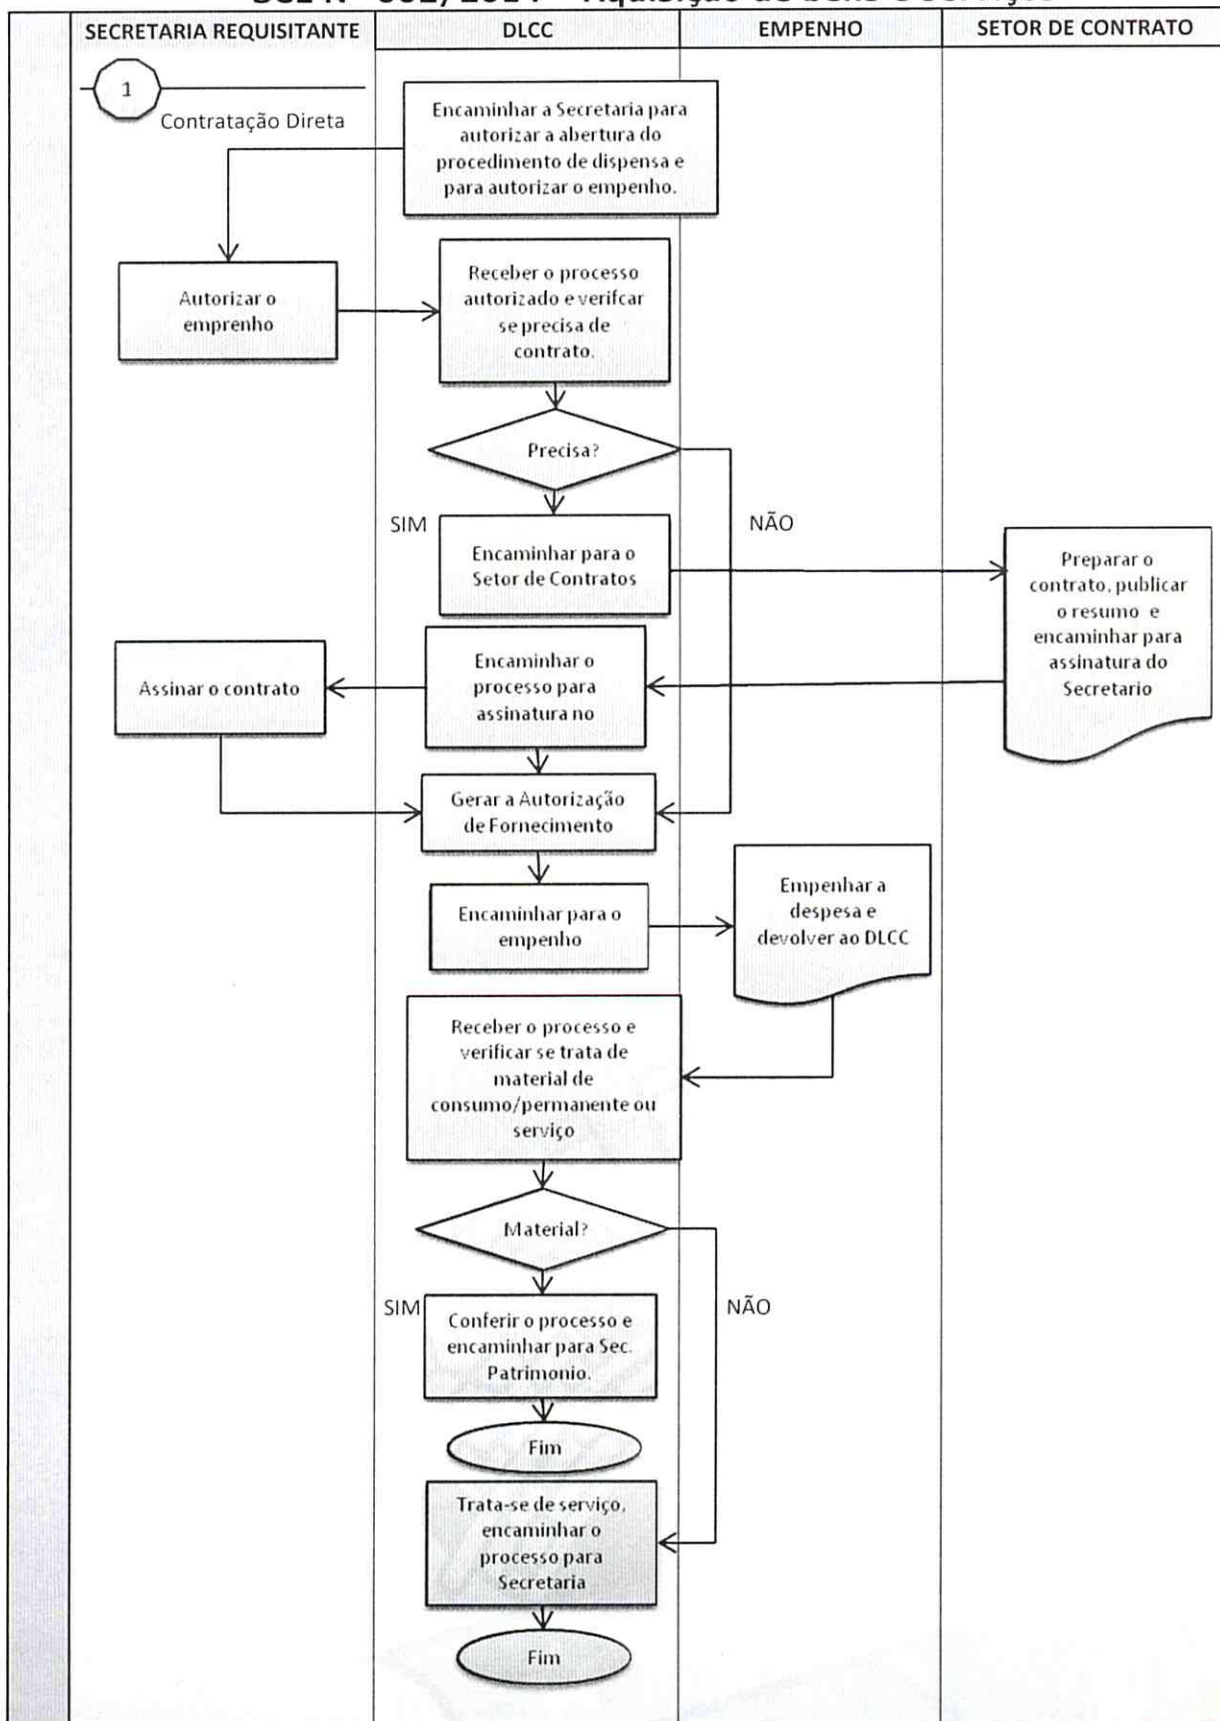 SECRETARIA REQUISITANTE
DLCC
EMPENHO
SETOR DE CONTRATO
1
Contratação Direta
Encaminhar a Secretaria para
autorizar a abertura do
procedimento de dispensa e
para autorizar o empenho.
Autorizar o
emprenho
Receber o processo
autorizado e verifcar
se precisa de
contrato.
Precisa?
SIM
NÃO
Encaminhar para o
Setor de Contratos
Preparar o
contrato, publicar
o resumo e
encaminhar para
assinatura do
Secretario
Encaminhar o
processo para
assinatura no
Assinar o contrato
Gerar a Autorização
de Fornecimento
Encaminhar para o
empenho
Empenhar a
despesa e
devolver ao DLCC
Receber o processo e
verificar se trata de
material de
consumo/permanente ou
serviço
Material?
SIM
NÃO
Conferir o processo e
encaminhar para Sec.
Patrimonio.
Fim
Trata-se de serviço,
encaminhar o
processo para
Secretaria
Fim